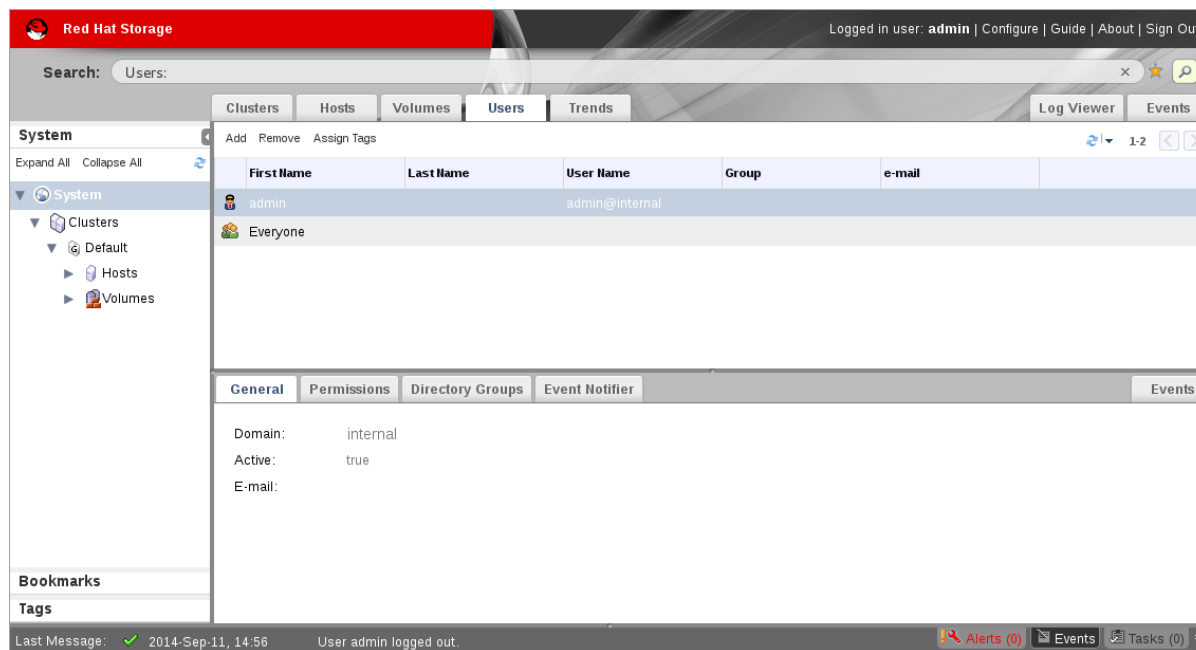 Red Hat Storage
Logged in user: admin | Configure | Guide | About | Sign Out
Search: Users:
Clusters Hosts Volumes Users Trends Log Viewer Events
System
Expand All Collapse All
Add Remove Assign Tags 1-2
First Name Last Name User Name Group e-mail
System
admin admin@internal
Clusters
Everyone
Default
Hosts
Volumes
General Permissions Directory Groups Event Notifier Events
Domain: internal
Active: true
E-mail:
Bookmarks
Tags
Last Message: 2014-Sep-11, 14:56 User admin logged out. Alerts (0) Events Tasks (0)